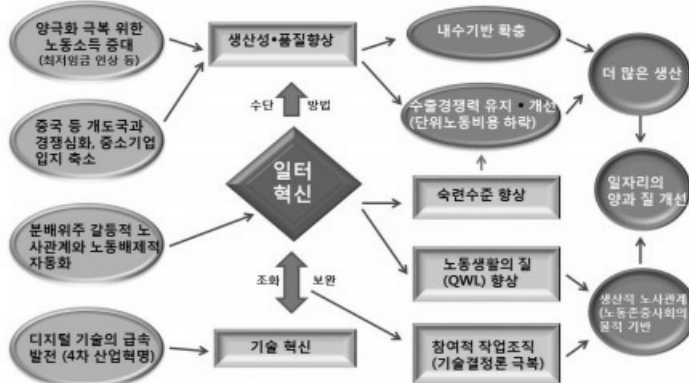 양극화 극복 위한
노동소득 증대
(최저임금 인상 등)
생산성•품질향상
내수기반 확충
더 많은 생산
수단
방법
수출경쟁력 유지•개선
(단위노동비용 하락)
중국 등 개도국과
경쟁심화, 중소기업
입지 축소
일터
혁신
숙련수준 향상
일자리의
양과 질 개선
분배위주 갈등적 노
사관계와 노동배제적
자동화
노동생활의 질
(QWL) 향상
조화
보완
생산적 노사관계
(노동존중사회의
물적 기반
디지털 기술의 급속
발전 (4차 산업혁명)
기술 혁신
참여적 작업조직
(기술결정론 극복)